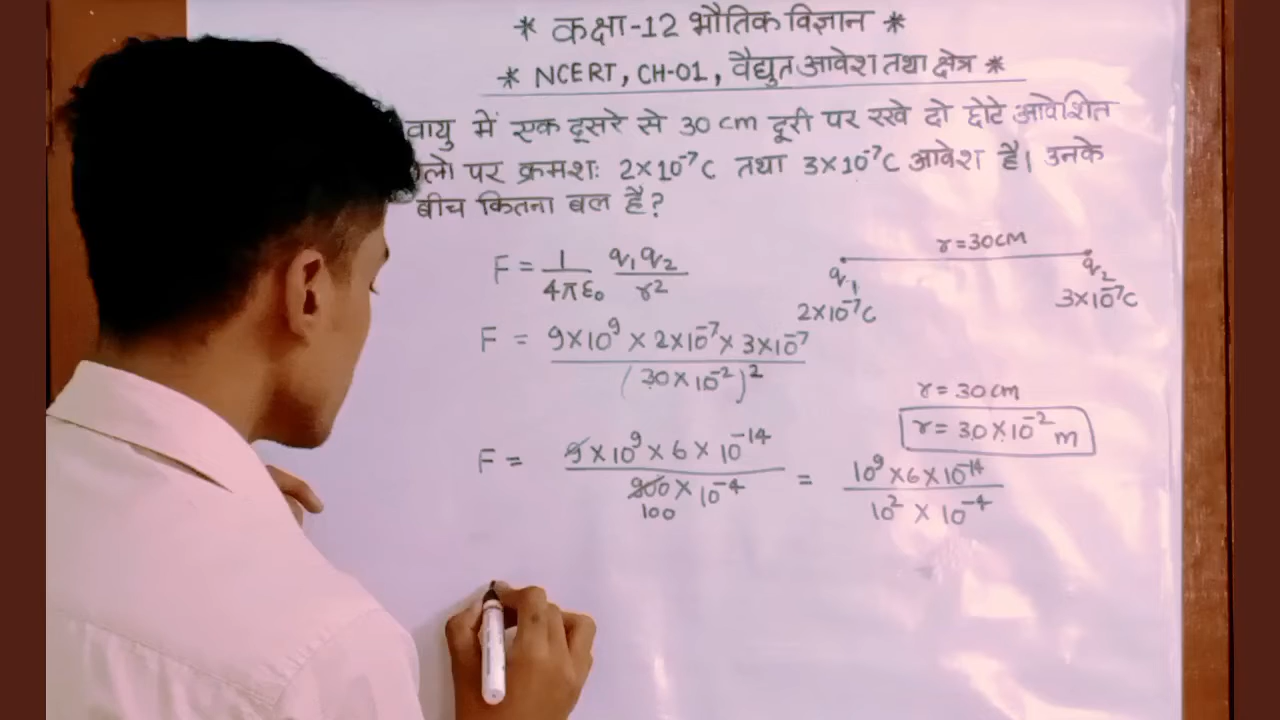 * कक्षा-12 भौतिक विज्ञान *
* NCERT, CH-01, वैद्युत आवेश तथा क्षेत्र *
वायु में एक दूसरे से 30 cm दूरी पर रखे दो छोटे आवेशित
पर क्रमशः 2×10⁻⁷C तथा 3×10⁻⁷C आवेश है। उनके
बीच कितना बल है?
r=30CM
q₁ q₂
2×10⁻⁷C 3×10⁻⁷C
F = 1/4πε₀ q₁q₂/r²
F = 9×10⁹ × 2×10⁻⁷ × 3×10⁻⁷ / (30×10⁻²)²
r = 30cm
r = 30×10⁻² m
F = 9×10⁹×6×10⁻¹⁴ / 900×10⁻⁴ = 10⁹×6×10⁻¹⁴ / 10²×10⁻⁴
100